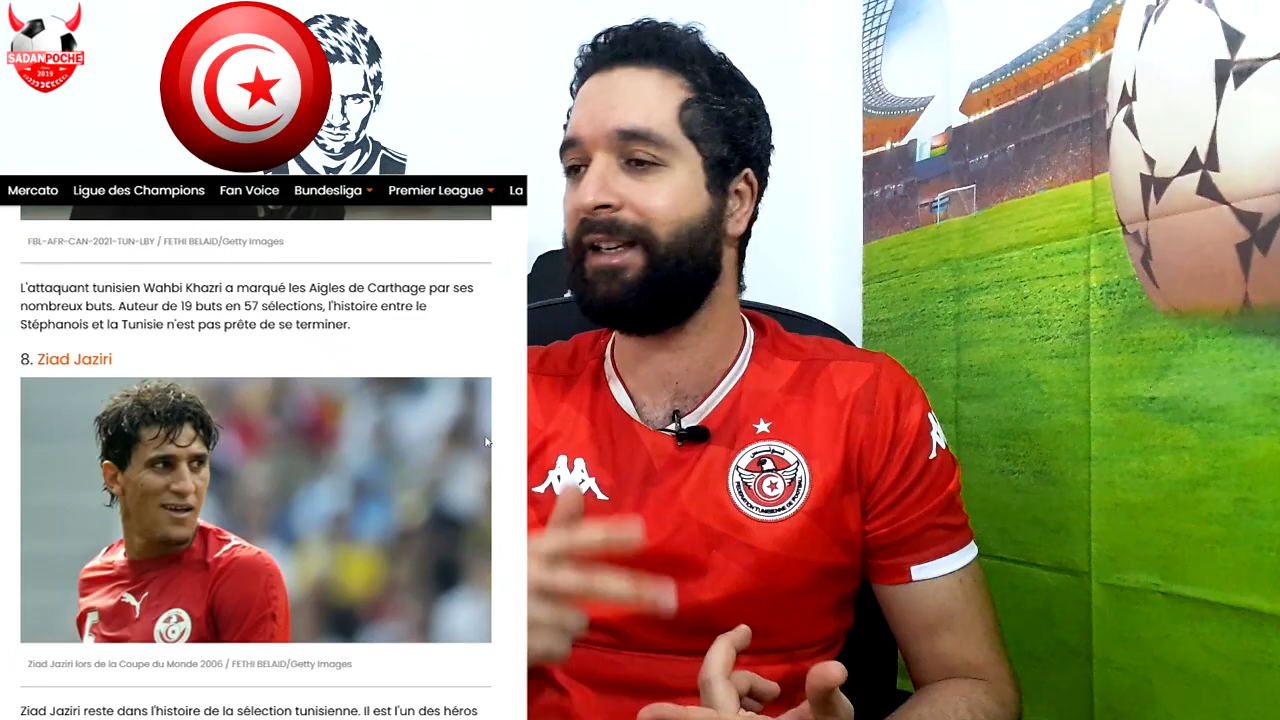 SADANPOCHE
2019
Mercato Ligue des Champions Fan Voice Bundesliga Premier League La
FBL-AFR-CAN-2021-TUN-LBY / FETHI BELAID/Getty Images
L'attaquant tunisien Wahbi Khazri a marqué les Aigles de Carthage par ses
nombreux buts. Auteur de 19 buts en 57 sélections, l'histoire entre le
Stéphanois et la Tunisie n'est pas prête de se terminer.
8. Ziad Jaziri
Ziad Jaziri lors de la Coupe du Monde 2006 / FETHI BELAID/Getty Images
Ziad Jaziri reste dans l'histoire de la sélection tunisienne. Il est l'un des héros
FEDERATION TUNISIENNE DE FOOTBALL